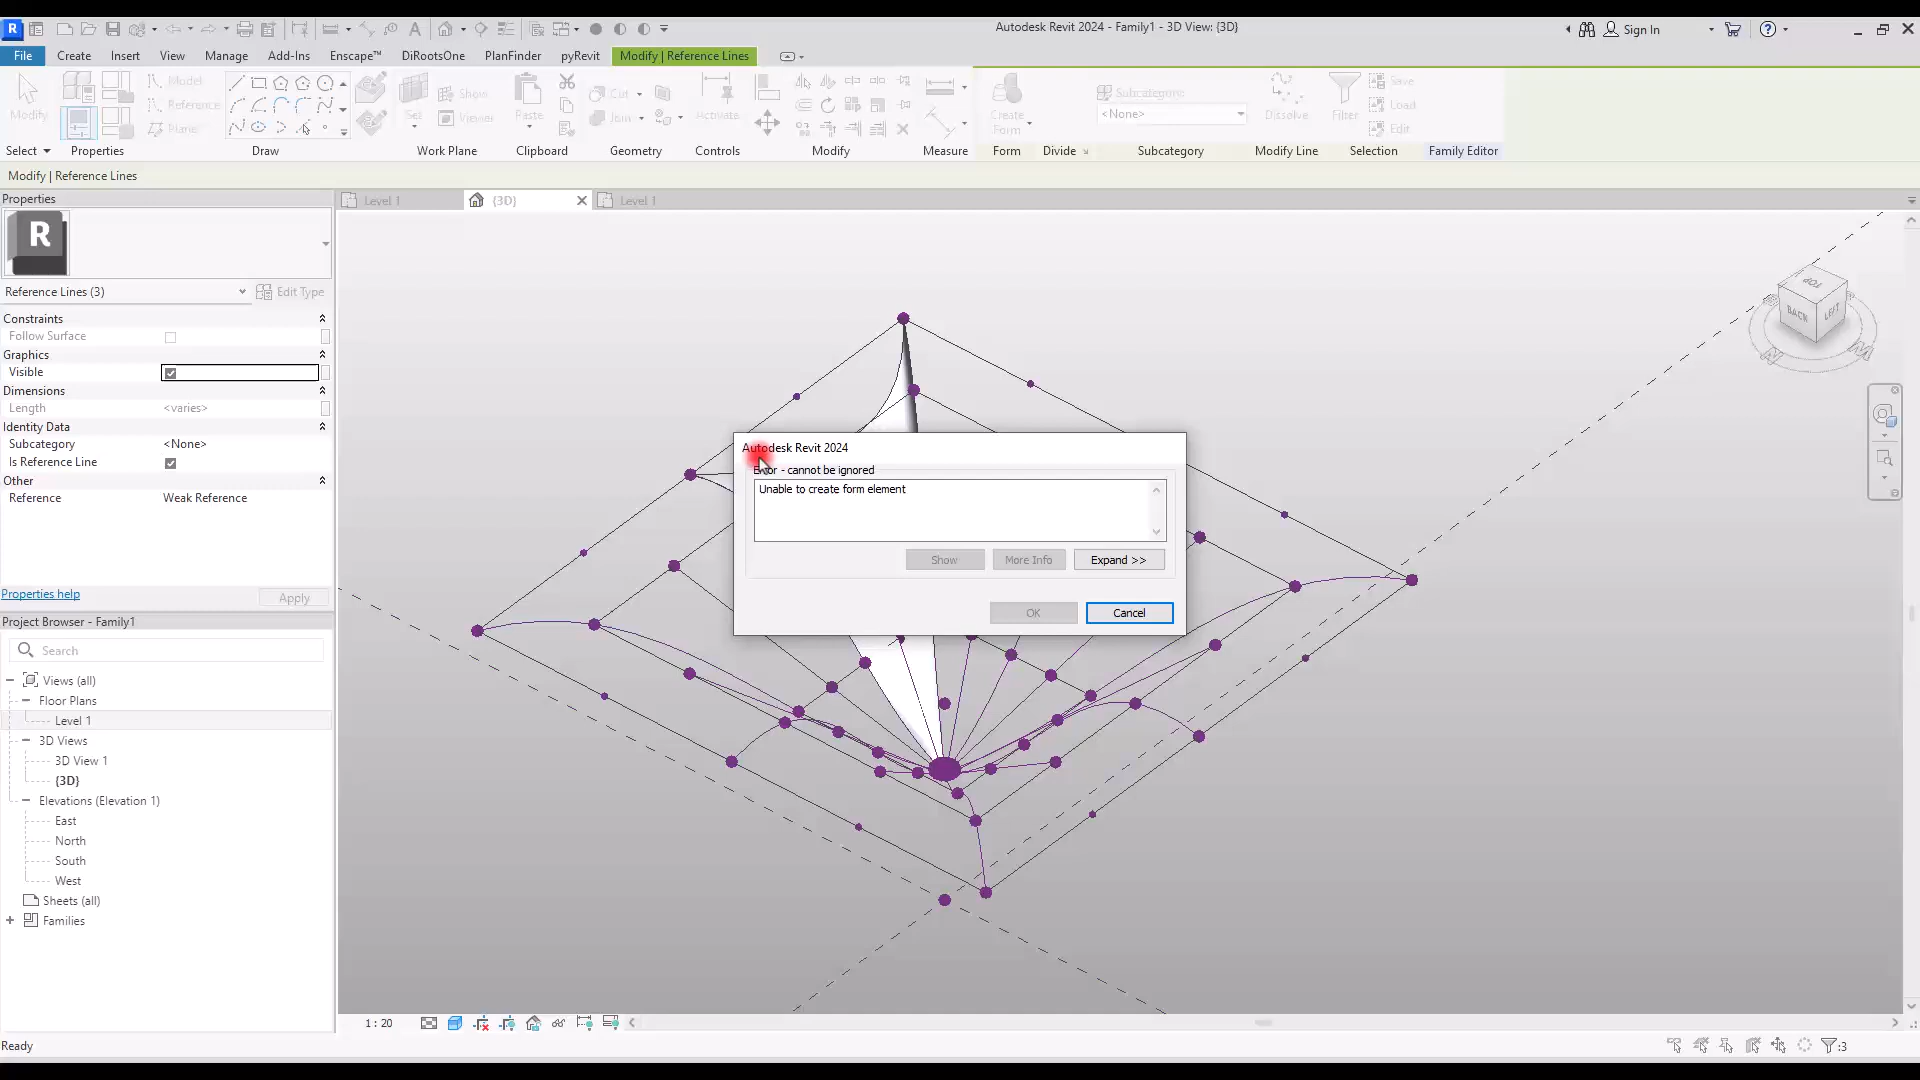 Autodesk Revit 2024 - Family1 - 3D View: {3D}
Sign In
File Create Insert View Manage Add-Ins Enscape™ DiRootsOne PlanFinder pyRevit Modify | Reference Lines
Modify
Model
Reference
Plane
Set
Show
Viewer
Paste
Cut
Join
Activate
Create
Form
Subcategory:
<None>
Dissolve
Filter
Save
Load
Edit
Select Properties Draw Work Plane Clipboard Geometry Controls Modify Measure Form Divide Subcategory Modify Line Selection Family Editor
Modify | Reference Lines
Properties
Level 1
{3D}
Level 1
R
Reference Lines (3)
Edit Type
Constraints
Follow Surface
Graphics
Visible
Dimensions
Length <varies>
Identity Data
Subcategory <None>
Is Reference Line
Other
Reference Weak Reference
Properties help
Apply
Project Browser - Family1
Search
Views (all)
Floor Plans
Level 1
3D Views
3D View 1
{3D}
Elevations (Elevation 1)
East
North
South
West
Sheets (all)
Families
Autodesk Revit 2024
Error - cannot be ignored
Unable to create form element
Show
More Info
Expand >>
OK
Cancel
TOP
BACK
LEFT
N
W
1 : 20
Ready
:3